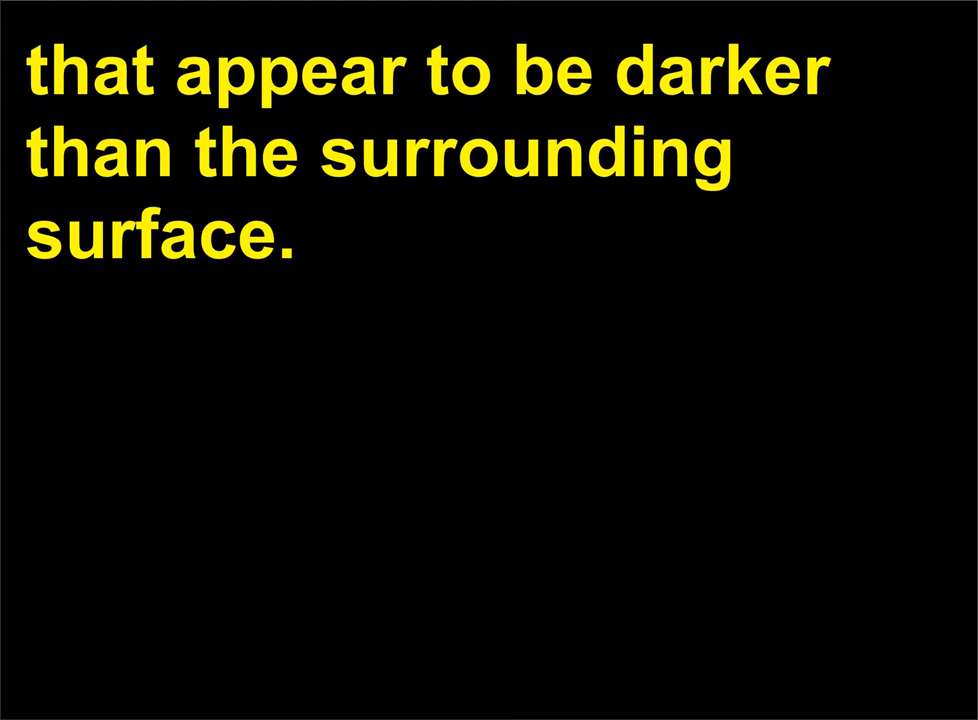 that appear to be darker
than the surrounding
surface.